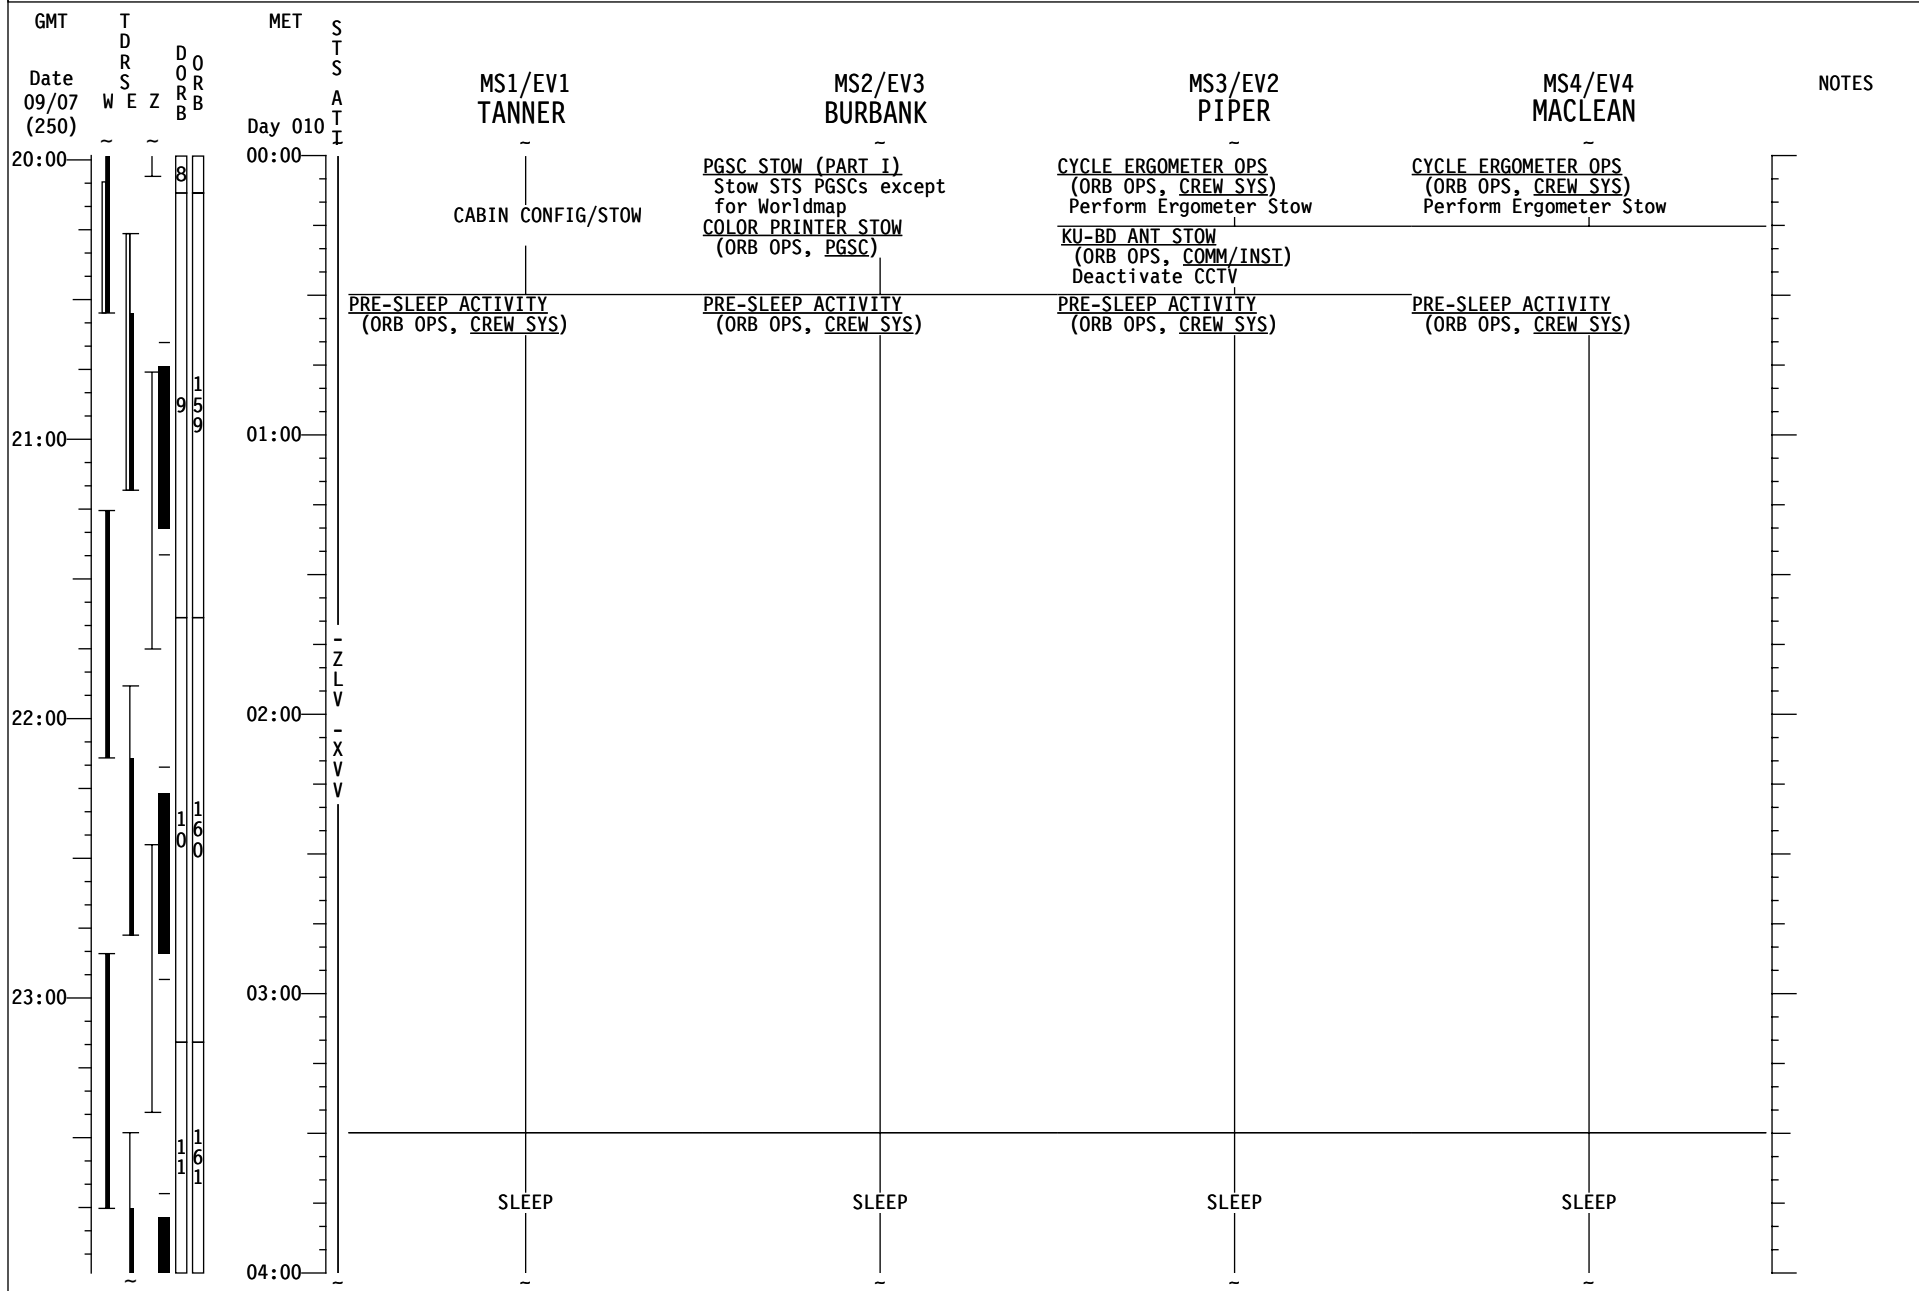 GMT
TDRS
MET
STS ATT
DORB
ORB
Date
09/07
(250)
W E Z
Day 010
MS1/EV1
TANNER
MS2/EV3
BURBANK
MS3/EV2
PIPER
MS4/EV4
MACLEAN
NOTES
~ ~ ~ ~ ~ ~
20:00
00:00
8
CABIN CONFIG/STOW
PGSC STOW (PART I)
Stow STS PGSCs except
for Worldmap
COLOR PRINTER STOW
(ORB OPS, PGSC)
CYCLE ERGOMETER OPS
(ORB OPS, CREW SYS)
Perform Ergometer Stow
KU-BD ANT STOW
(ORB OPS, COMM/INST)
Deactivate CCTV
CYCLE ERGOMETER OPS
(ORB OPS, CREW SYS)
Perform Ergometer Stow
PRE-SLEEP ACTIVITY
(ORB OPS, CREW SYS)
PRE-SLEEP ACTIVITY
(ORB OPS, CREW SYS)
PRE-SLEEP ACTIVITY
(ORB OPS, CREW SYS)
PRE-SLEEP ACTIVITY
(ORB OPS, CREW SYS)
9
159
21:00
01:00
-ZLV -XVV
22:00
02:00
10
160
23:00
03:00
11
161
SLEEP
SLEEP
SLEEP
SLEEP
04:00
~ ~ ~ ~ ~ ~